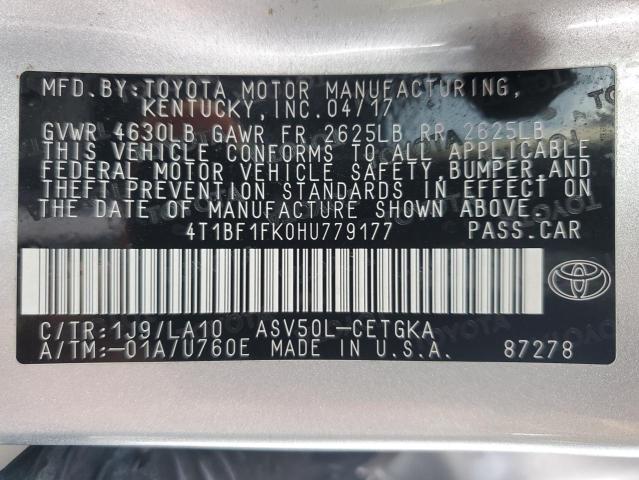 MFD.BY:TOYOTA MOTOR MANUFACTURING,
KENTUCKY,INC.04/17
GVWR 4630LB GAWR FR 2625LB RR 2625LB
THIS VEHICLE CONFORMS TO ALL APPLICABLE
FEDERAL MOTOR VEHICLE SAFETY,BUMPER,AND
THEFT PREVENTION STANDARDS IN EFFECT ON
THE DATE OF MANUFACTURE SHOWN ABOVE.
4T1BF1FK0HU779177 PASS.CAR
C/TR:1J9/LA10 ASV50L-CETGKA
A/TM:-01A/U760E MADE IN U.S.A. 87278